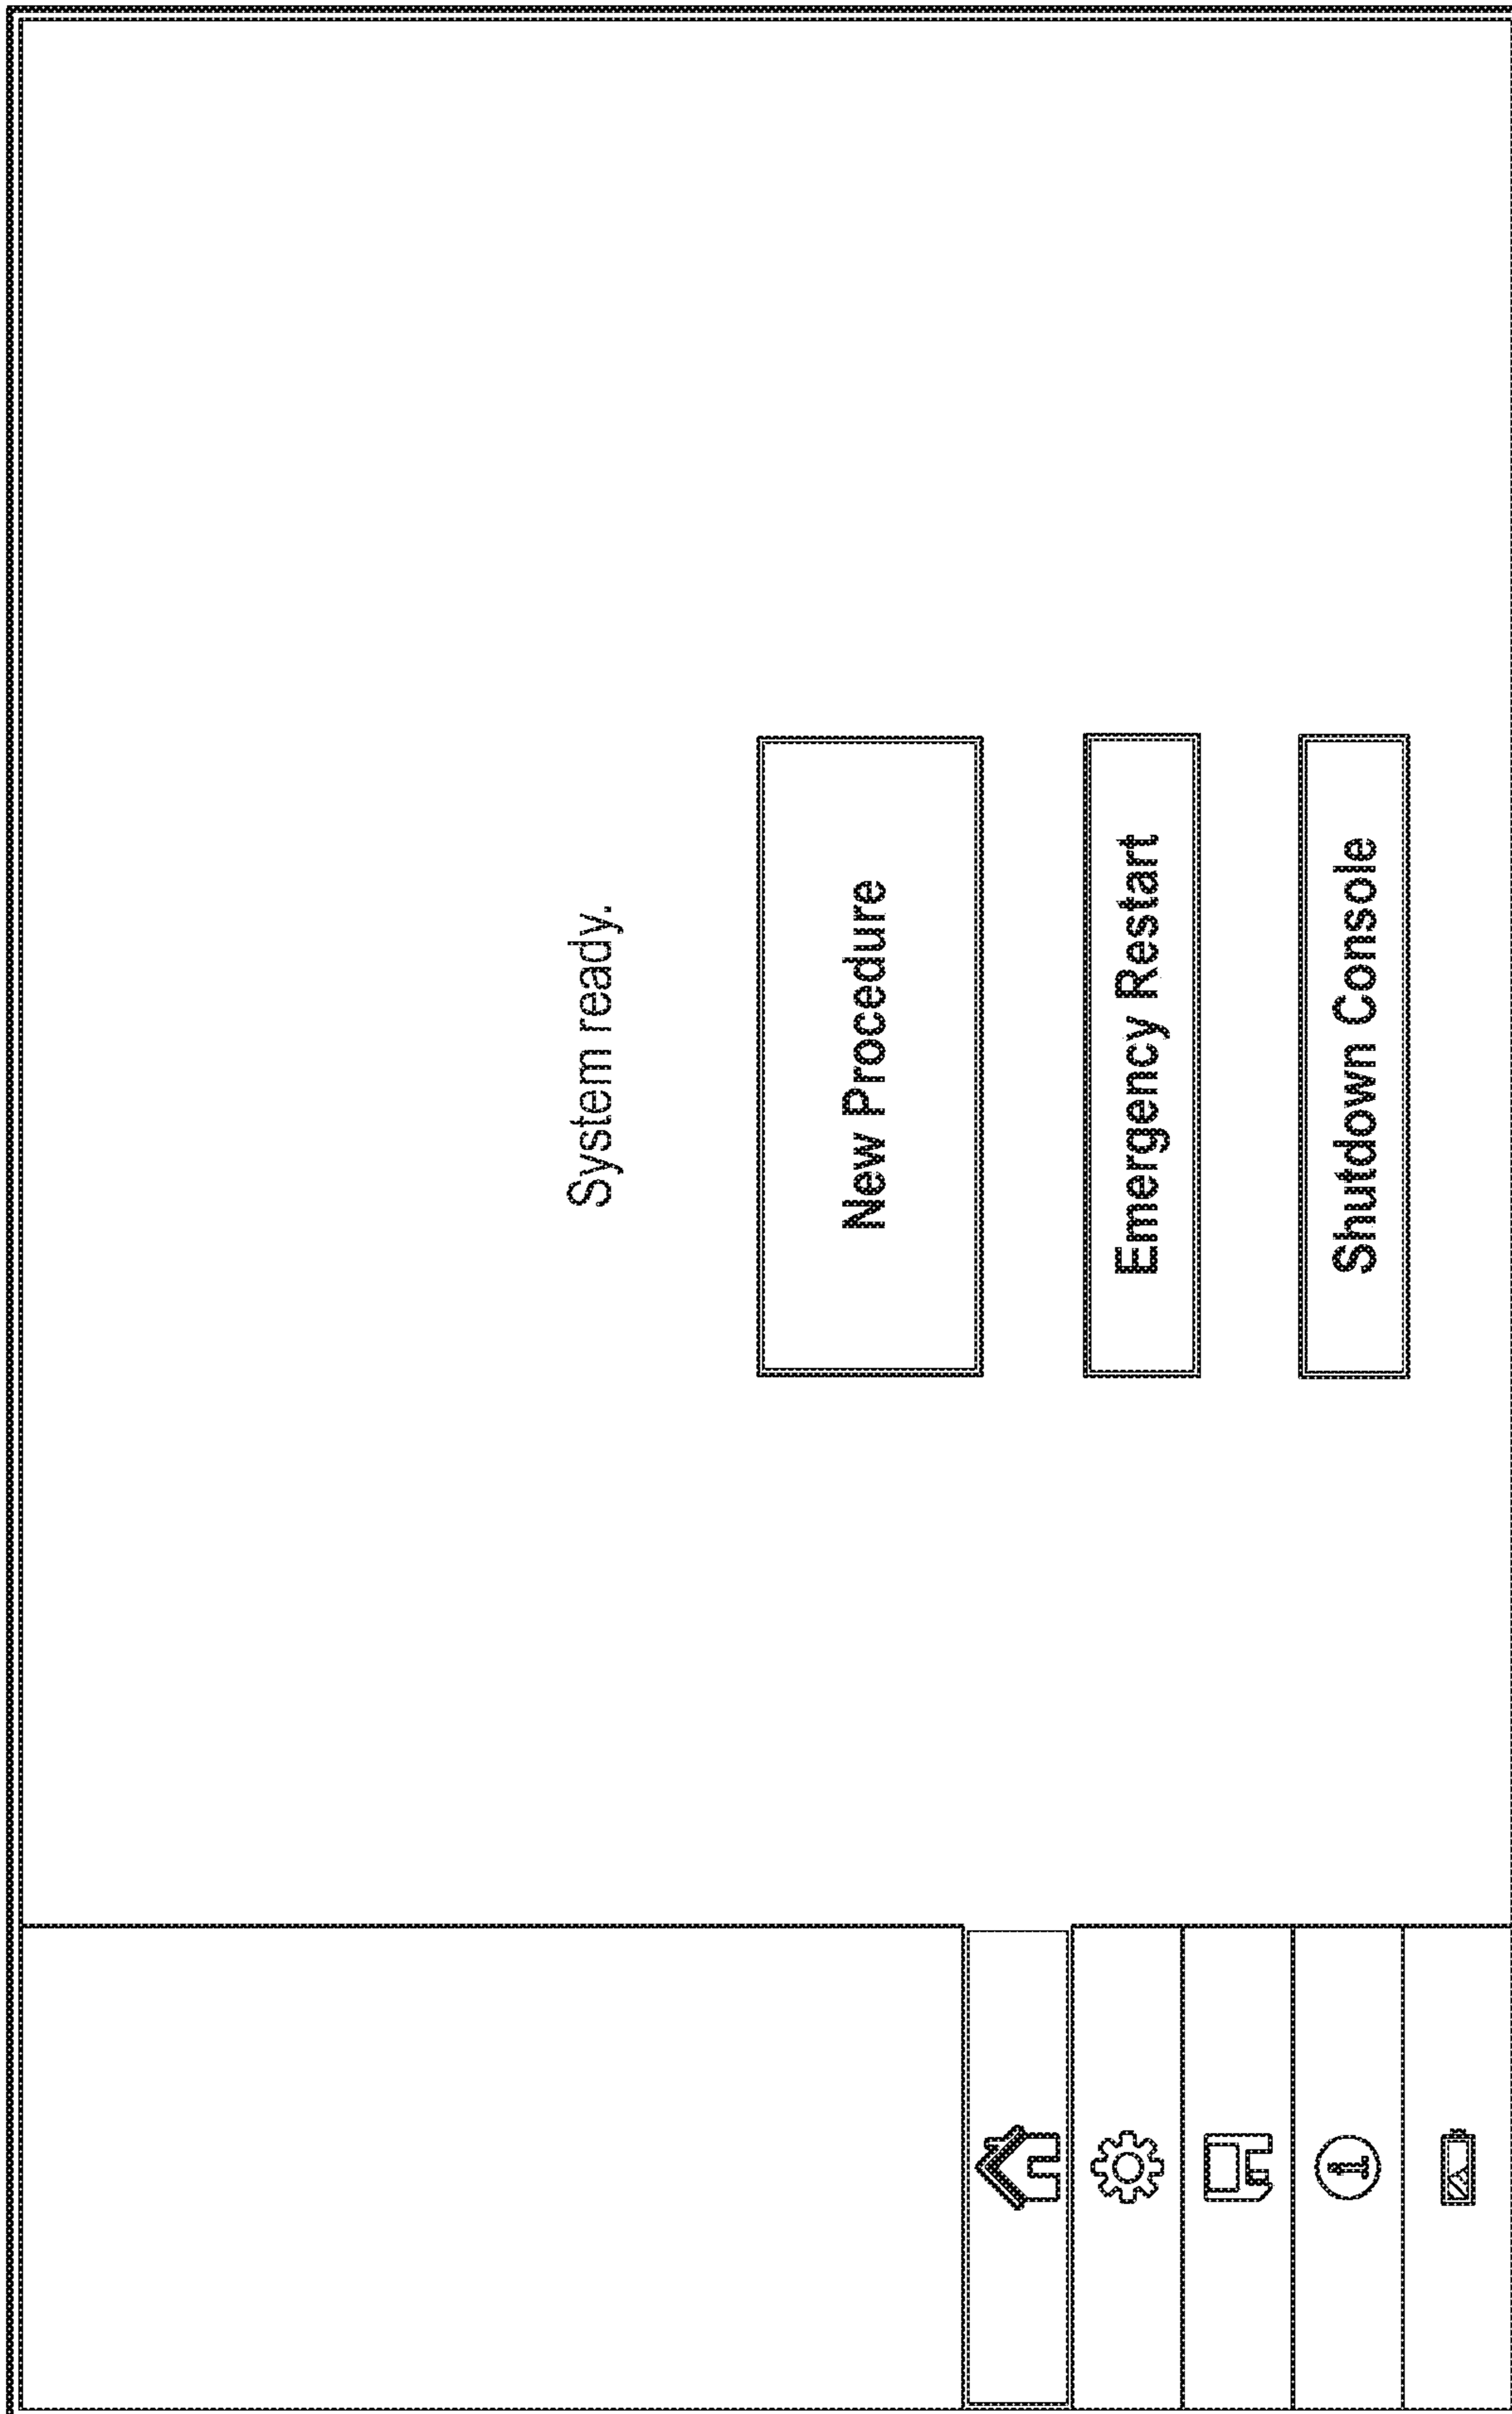 System ready.
New Procedure
Emergency Restart
Shutdown Console